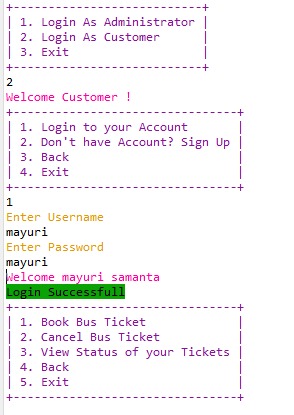 +------------------------+
| 1. Login As Administrator |
| 2. Login As Customer |
| 3. Exit |
+------------------------+
2
Welcome Customer !
+----------------------------+
| 1. Login to your Account |
| 2. Don't have Account? Sign Up |
| 3. Back |
| 4. Exit |
+----------------------------+
1
Enter Username
mayuri
Enter Password
mayuri
Welcome mayuri samanta
Login Successfull
+----------------------------+
| 1. Book Bus Ticket |
| 2. Cancel Bus Ticket |
| 3. View Status of your Tickets |
| 4. Back |
| 5. Exit |
+----------------------------+